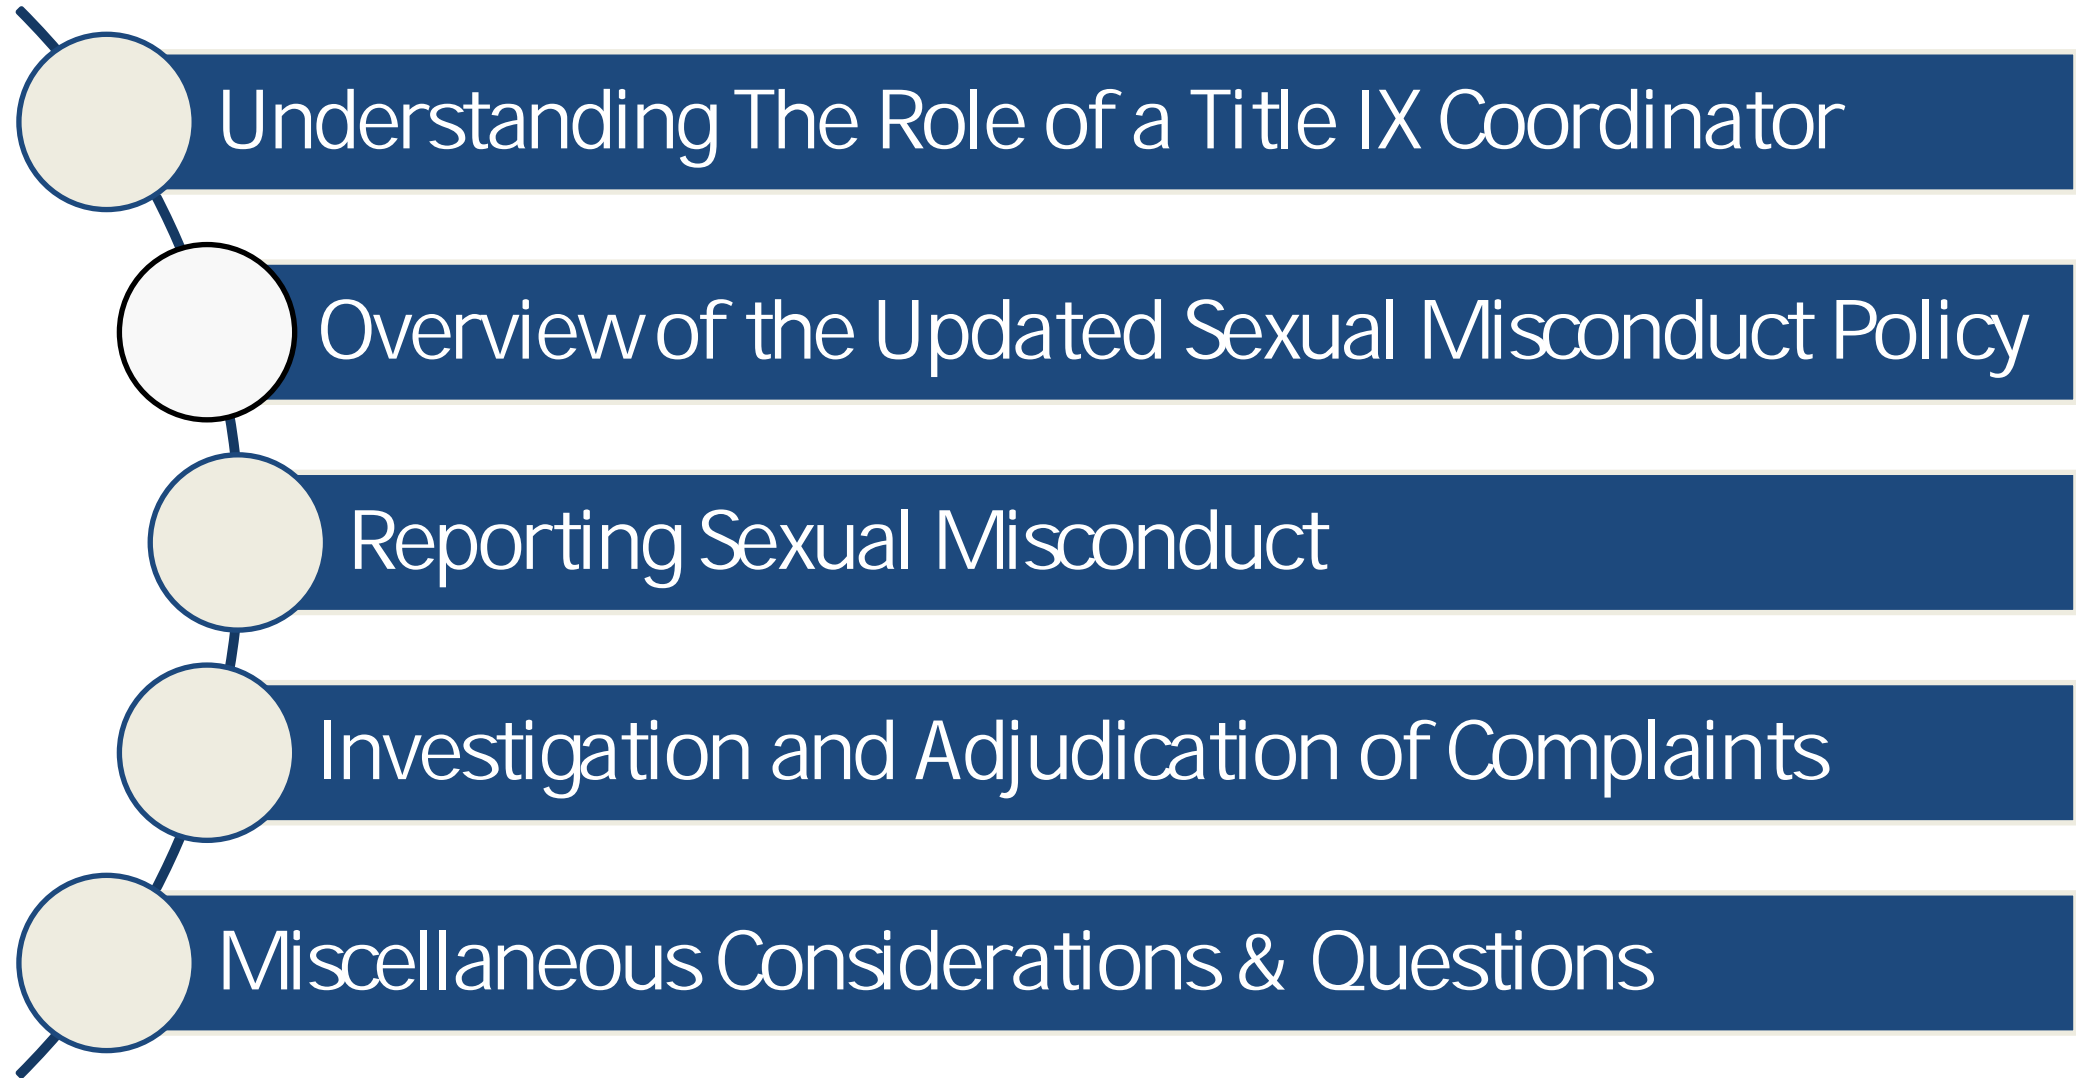 Understanding The Role of a Title IX Coordinator
Overview of the Updated Sexual Misconduct Policy
Reporting Sexual Misconduct
Investigation and Adjudication of Complaints
Miscellaneous Considerations & Questions